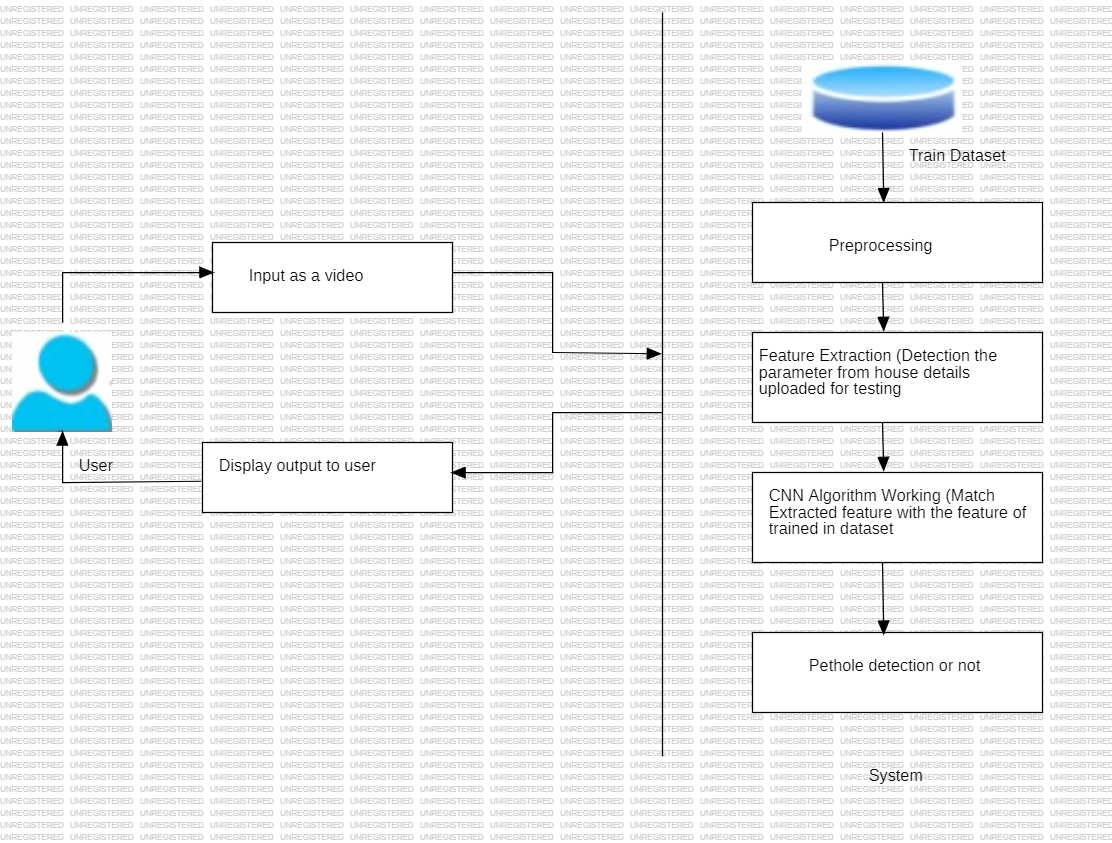 Train Dataset
Preprocessing
Input as a video
Feature Extraction (Detection the
parameter from house details
uploaded for testing
User
Display output to user
CNN Algorithm Working (Match
Extracted feature with the feature of
trained in dataset
Pethole detection or not
System
UNREGISTERED